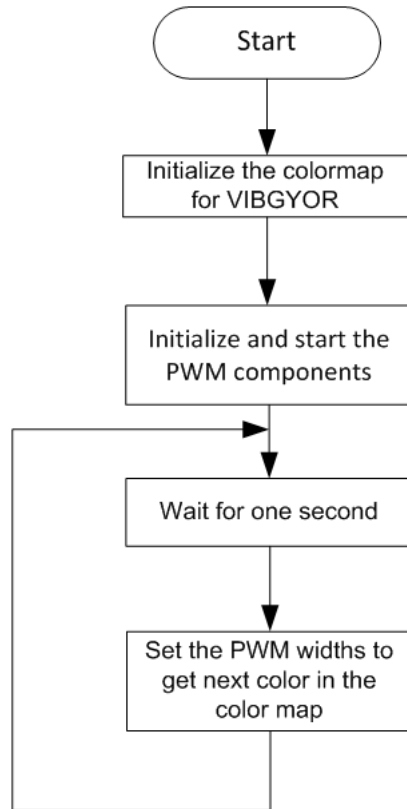 Start
Initialize the colormap
for VIBGYOR
Initialize and start the
PWM components
Wait for one second
Set the PWM widths to
get next color in the
color map